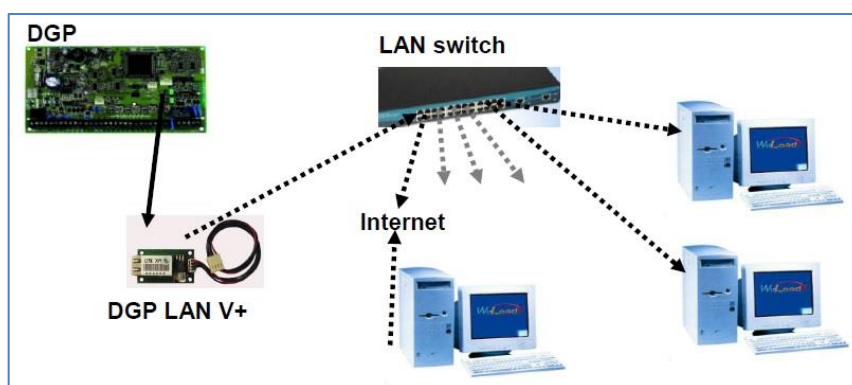 DGP
LAN switch
Internet
DGP LAN V+
WinLoad
WinLoad
WinLoad